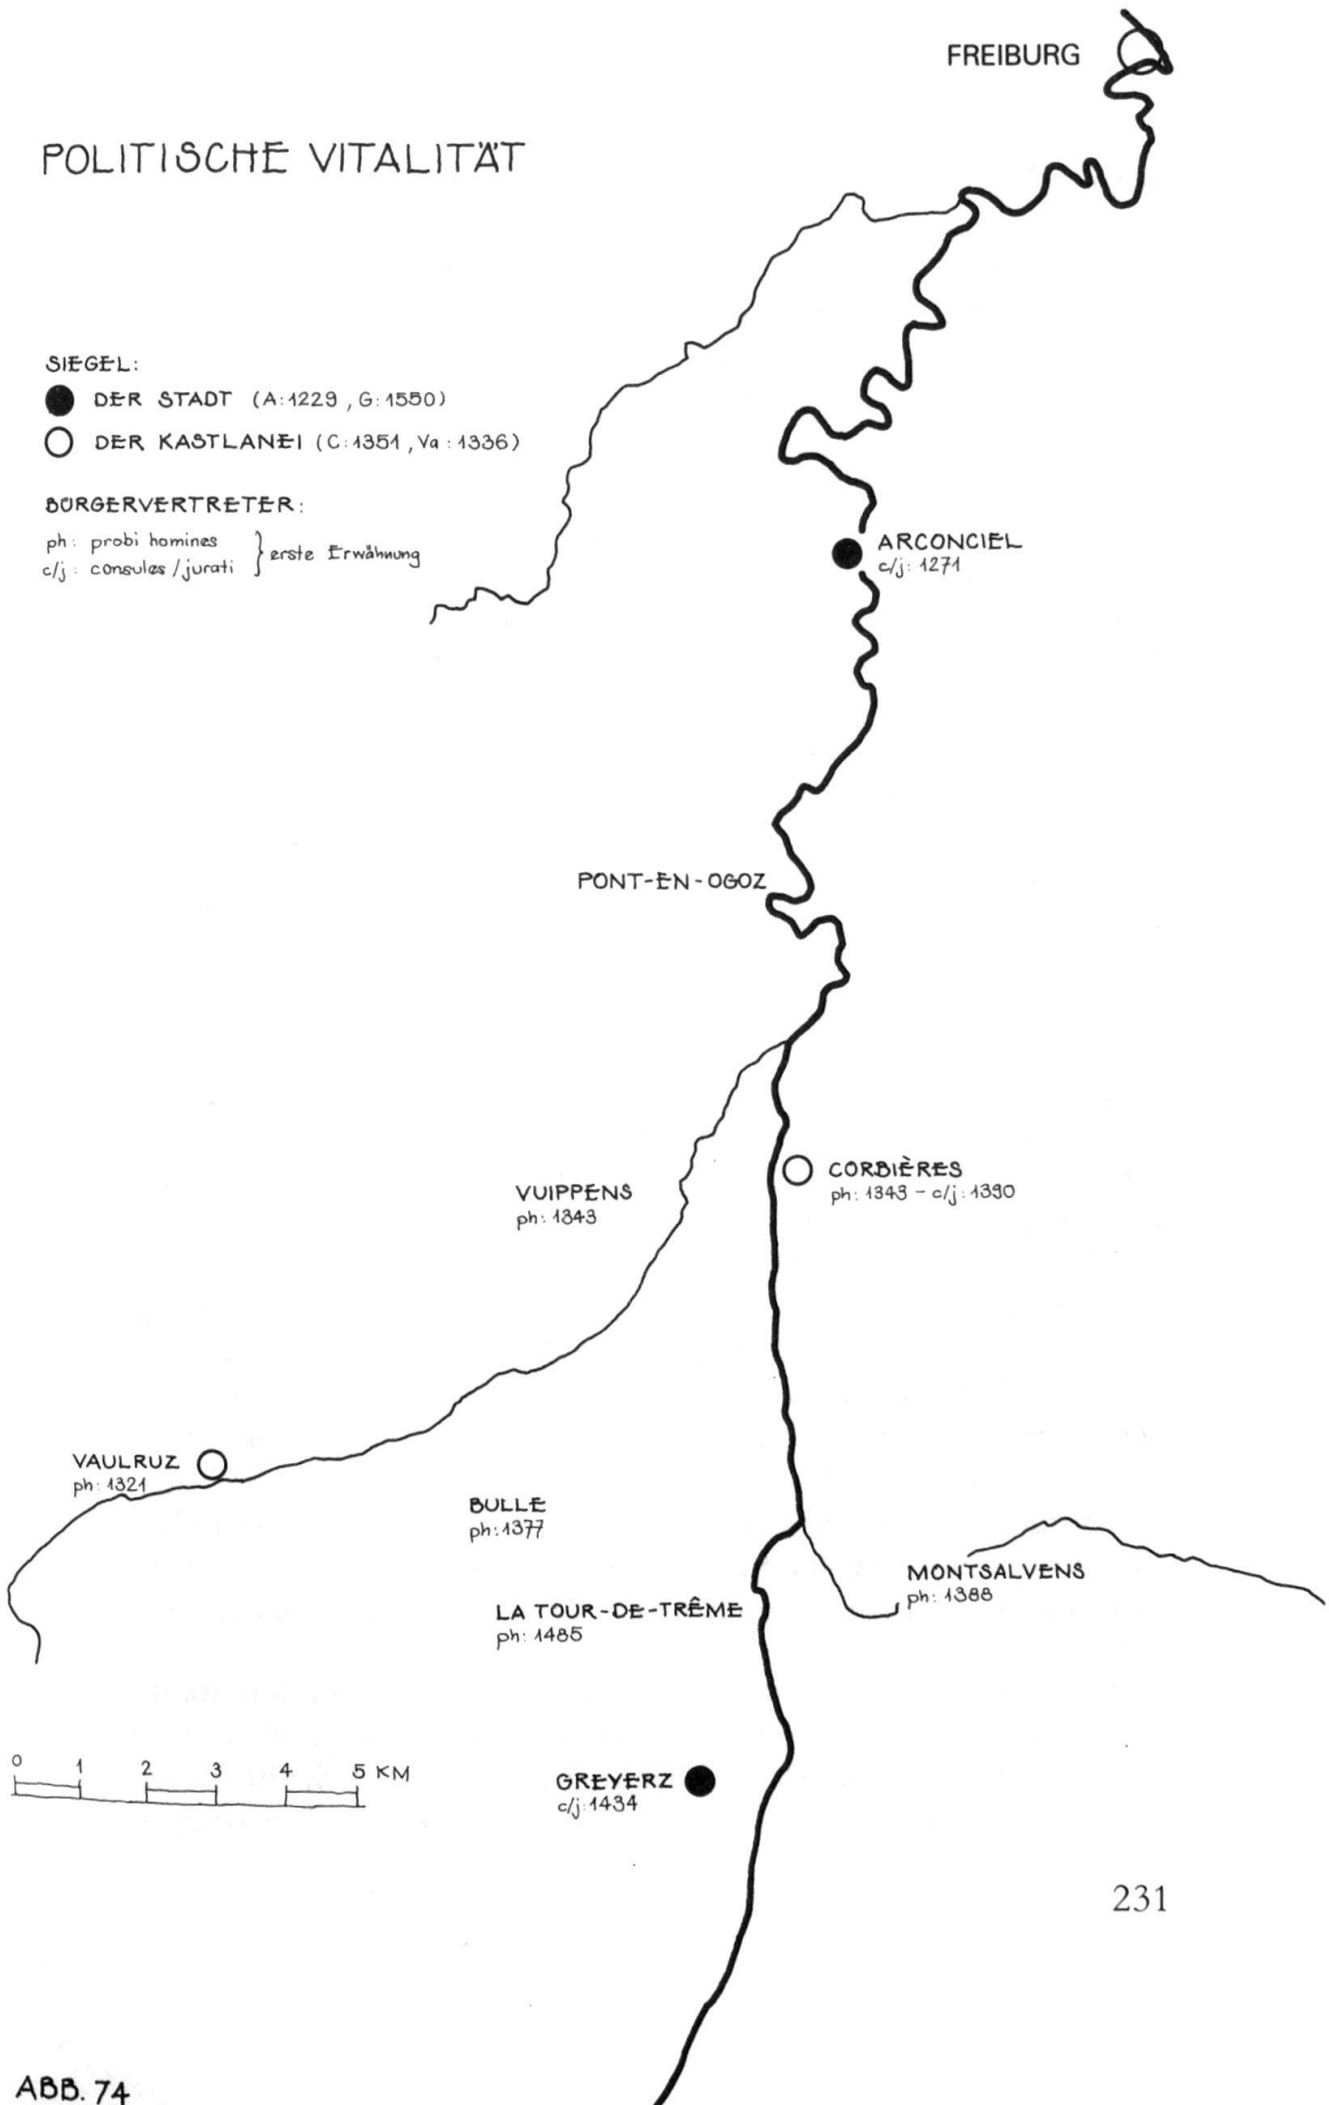 FREIBURG
POLITISCHE VITALITÄT
SIEGEL:
DER STADT (A:1229, G:1550)
DER KASTLANEI (C:1351, Va:1336)
BÜRGERVERTRETER:
ph: probi homines
c/j: consules/jurati
} erste Erwähnung
ARCONCIEL
c/j: 1271
PONT-EN-OGOZ
CORBIÈRES
ph: 1343 - c/j: 1390
VUIPPENS
ph: 1343
VAULRUZ
ph: 1321
BULLE
ph: 1377
MONTSALVENS
ph: 1388
LA TOUR-DE-TRÊME
ph: 1485
0 1 2 3 4 5 KM
GREYERZ
c/j: 1434
231
ABB. 74